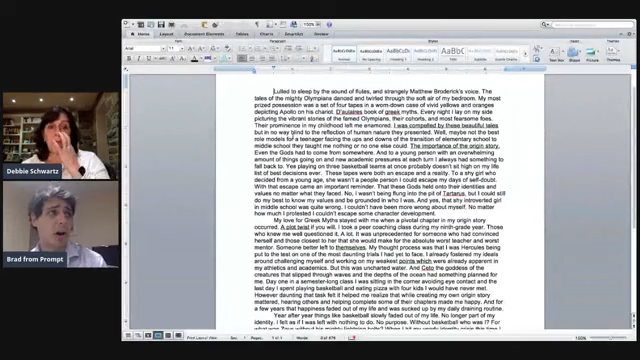 Home Layout Document Elements Tables Charts SmartArt Review
Font Paragraph Styles
Lulled to sleep by the sound of flutes, and strangely Matthew Broderick's voice. The
tales of the mighty Olympians danced and twirled through the soft air of my bedroom. My most
prized possession was a set of four tapes in a worn-down case of vivid yellows and oranges
depicting Apollo on his chariot. D'aulaires book of greek myths. Every night I lay on my side
picturing the vibrant stories of the famed Olympians, their cohorts, and most fearsome foes.
Their prominence in my childhood left me enamored. I was compelled by these beautiful tales
but in no way blind to the reflection of human nature they presented. Well, maybe not the best
role models for a teenager facing the ups and downs of the transition of elementary school to
middle school they taught me nothing or no one else could. The importance of the origin story.
Even the Gods had to come from somewhere. And to a young person with an overwhelming
amount of things going on and new academic pressures at each turn I always had something to
fall back to. Yes playing on three basketball teams at once probably doesn't sit high on my life
list of best decisions ever. These tapes were both an escape and a reality. To a shy girl who
decided from a young age, she wasn't a people person I could escape my days of self-doubt.
With that escape came an important reminder. That these Gods held onto their identities and
values no matter what they faced. No, I wasn't being flung into the pit of Tartarus, but I could still
do my best to know my values and be grounded in who I was. And yes, that shy introverted girl
in middle school was quite wrong. I couldn't have been more wrong about myself. No matter
how much I protested I couldn't escape some character development.
My love for Greek Myths stayed with me when a pivotal chapter in my origin story
occurred. A plot twist if you will. I took a peer coaching class during my ninth-grade year. Those
who knew me well questioned it. A lot. It was unprecedented for someone who had convinced
herself and those closest to her that she would make for the absolute worst teacher and worst
mentor. Someone better left to themselves. My thought process was that I was Hercules being
put to the test on one of the most daunting trials I had yet to face. I already fostered my ideals
around challenging myself and working on my weakest points which were already apparent in
my athletics and academics. But this was uncharted water. And Ceto the goddess of the
creatures that slipped through waves and the depths of the ocean had something planned for
me. Day one in a semester-long class I was sitting in the corner avoiding eye contact and the
last day I spent playing basketball and eating pizza with four kids I would have never met.
However daunting that task felt it helped me realize that while creating my own origin story
mattered, hearing others and helping complete some of their chapters made me happy. And for
a few years that happiness faded out of my life and was sucked up by my daily draining routine.
Year after year things like basketball slowly faded out of my life. No longer part of my
identity. I felt as if I was left with nothing to do. No purpose. Without basketball who was I? For
Debbie Schwartz
Brad from Prompt